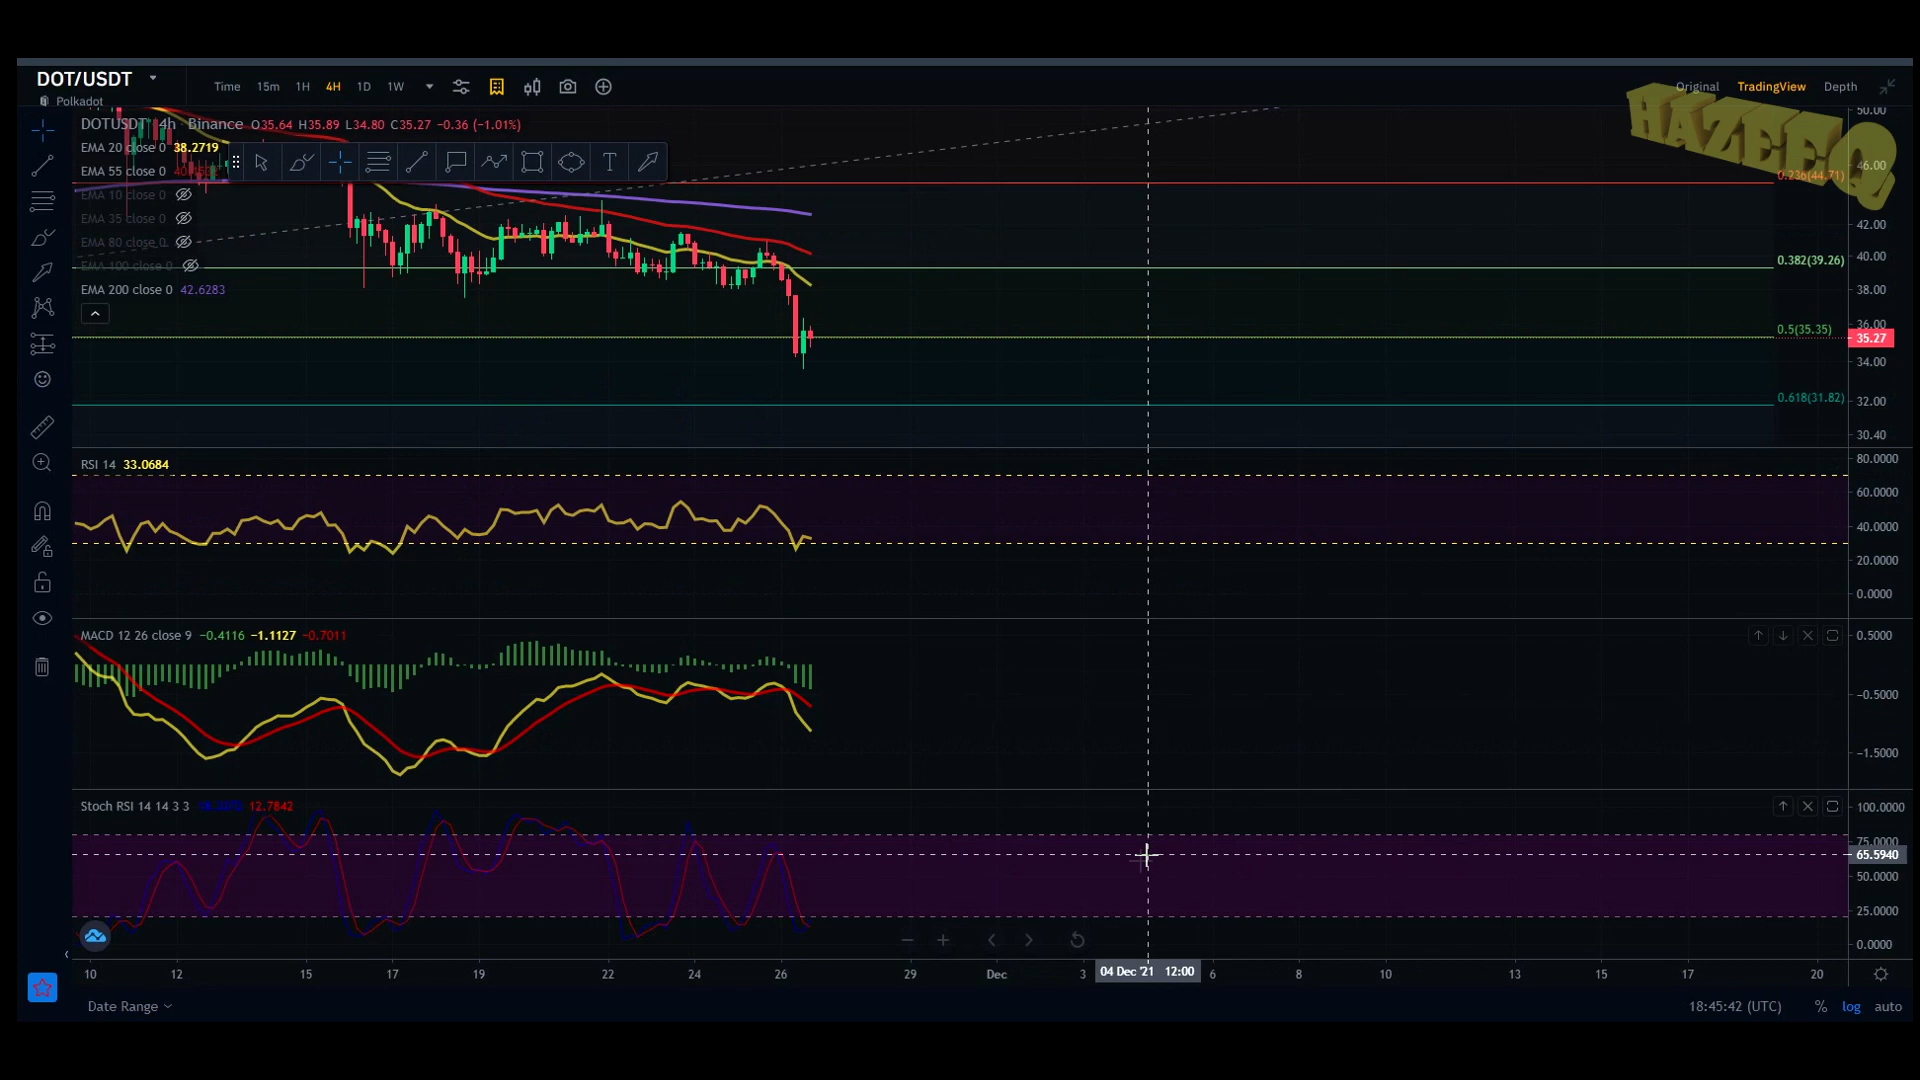 DOT/USDT
Polkadot
Time 15m 1H 4H 1D 1W
Original TradingView Depth
HAZEEQ
DOTUSDT 4h Binance O35.64 H35.89 L34.80 C35.27 −0.36 (−1.01%)
EMA 20 close 0 38.2719
EMA 55 close 0
EMA 10 close 0
EMA 35 close 0
EMA 80 close 0
EMA 100 close 0
EMA 200 close 0 42.6283
T
0.236(44.71)
0.382(39.26)
0.5(35.35)
0.618(31.82)
50.00
46.00
42.00
40.00
38.00
36.00
35.27
34.00
32.00
30.40
RSI 14 33.0684
80.0000
60.0000
40.0000
20.0000
0.0000
MACD 12 26 close 9 −0.4116 −1.1127 −0.7011
0.5000
−0.5000
−1.5000
Stoch RSI 14 14 3 3 12.7842
100.0000
75.0000
65.5940
50.0000
25.0000
0.0000
10 12 15 17 19 22 24 26 29 Dec 3 04 Dec '21 12:00 6 8 10 13 15 17 20
Date Range
18:45:42 (UTC) % log auto